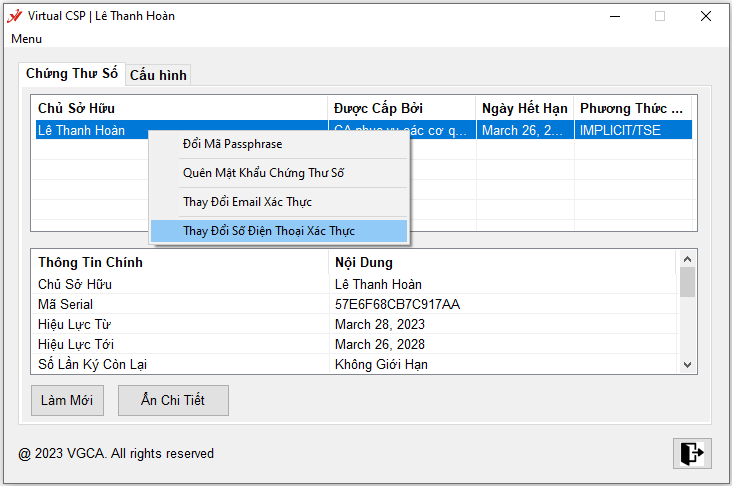 Virtual CSP | Lê Thanh Hoàn
Menu
Chứng Thư Số Cấu hình
Chủ Sở Hữu Được Cấp Bởi Ngày Hết Hạn Phương Thức ...
Lê Thanh Hoàn CA phục vụ các cơ q... March 26, 2... IMPLICIT/TSE
Đổi Mã Passphrase
Quên Mật Khẩu Chứng Thư Số
Thay Đổi Email Xác Thực
Thay Đổi Số Điện Thoại Xác Thực
Thông Tin Chính Nội Dung
Chủ Sở Hữu Lê Thanh Hoàn
Mã Serial 57E6F68CB7C917AA
Hiệu Lực Từ March 28, 2023
Hiệu Lực Tới March 26, 2028
Số Lần Ký Còn Lại Không Giới Hạn
Làm Mới Ẩn Chi Tiết
@ 2023 VGCA. All rights reserved